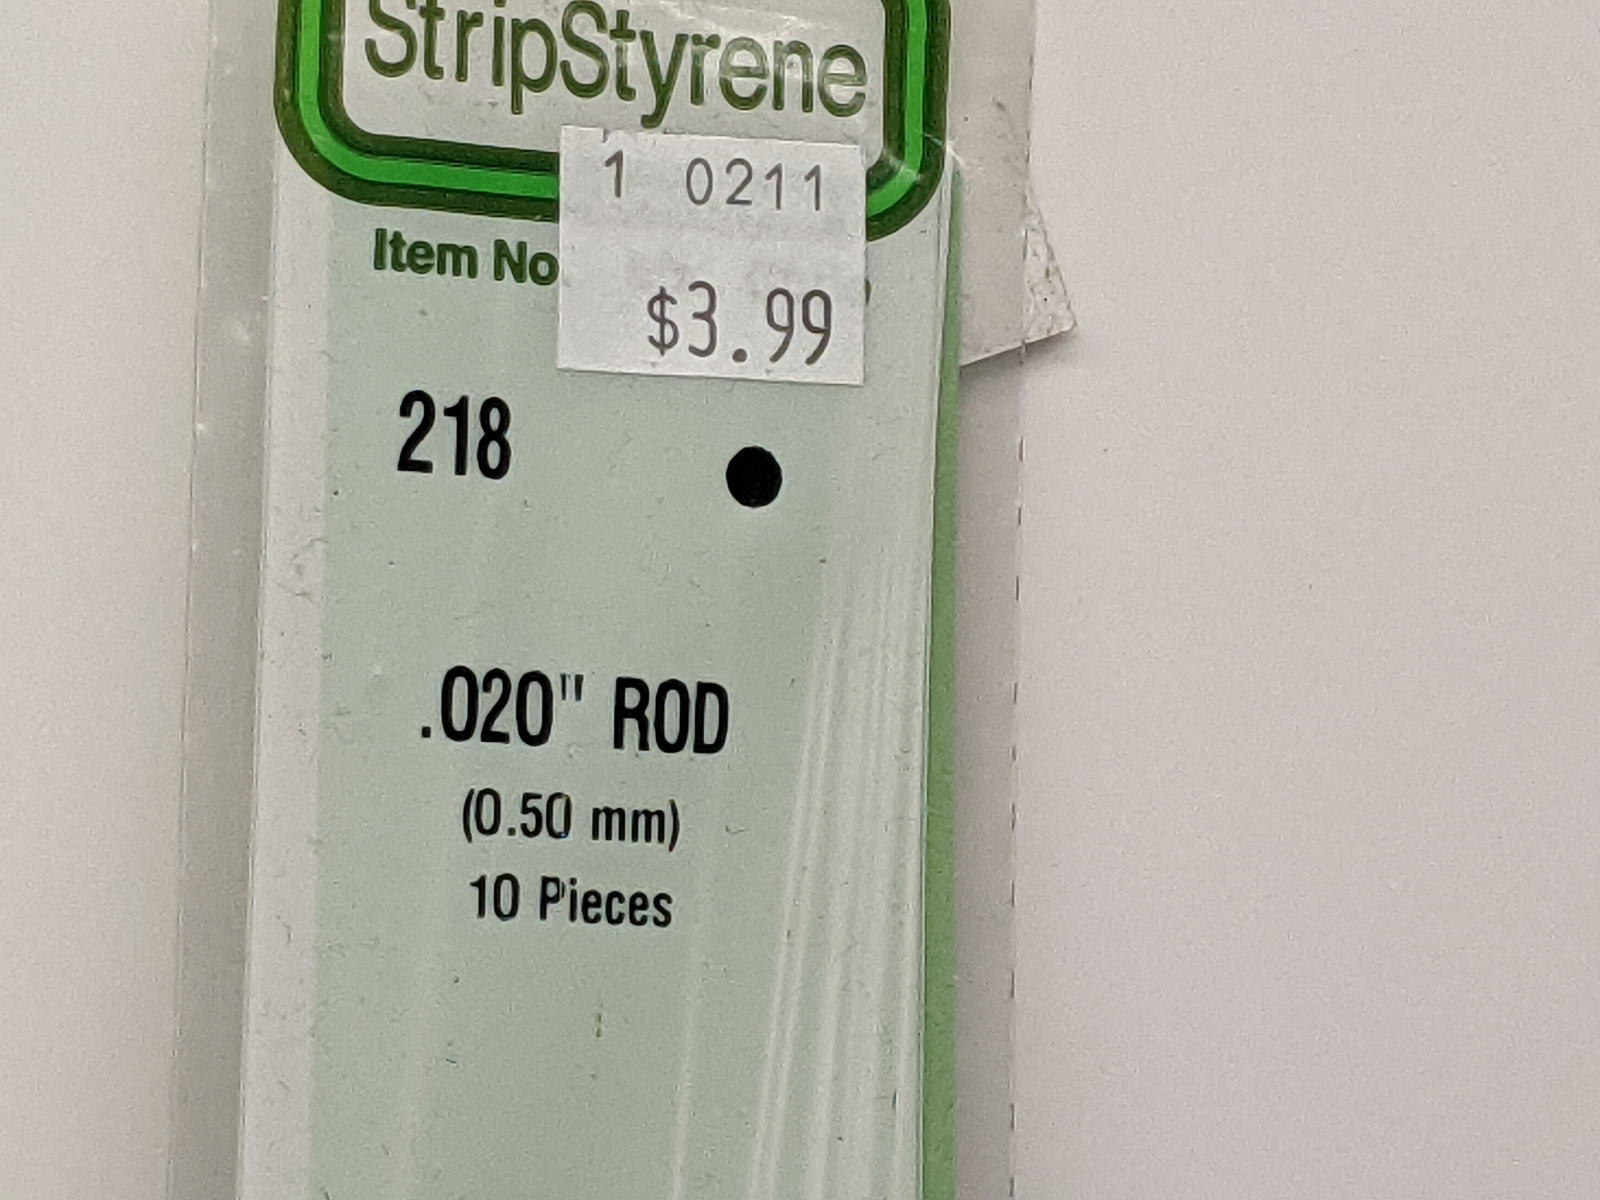 StripStyrene
1 0211
Item No
$3.99
218
.020" ROD
(0.50 mm)
10 Pieces